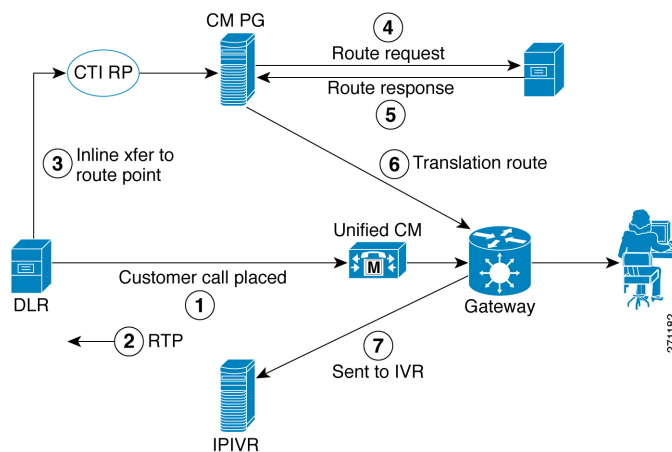 CM PG
4
Route request
CTI RP
Route response
5
3 Inline xfer to
route point
6 Translation route
Unified CM
M
Customer call placed
1
DLR
Gateway
2 RTP
7
Sent to IVR
IPIVR
271182